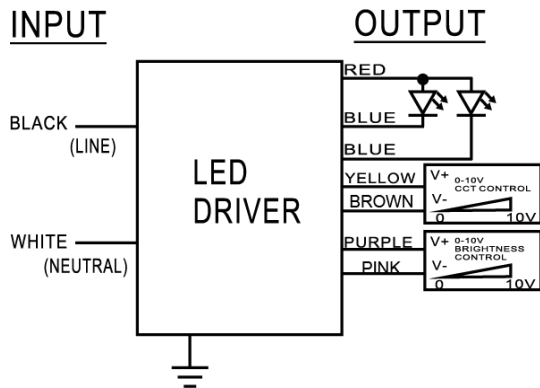 INPUT
OUTPUT
RED
BLACK
(LINE)
BLUE
BLUE
LED
DRIVER
YELLOW
V+ 0-10V
CCT CONTROL
BROWN
V-
0 10V
WHITE
(NEUTRAL)
PURPLE
V+ 0-10V
BRIGHTNESS
CONTROL
PINK
V-
0 10V